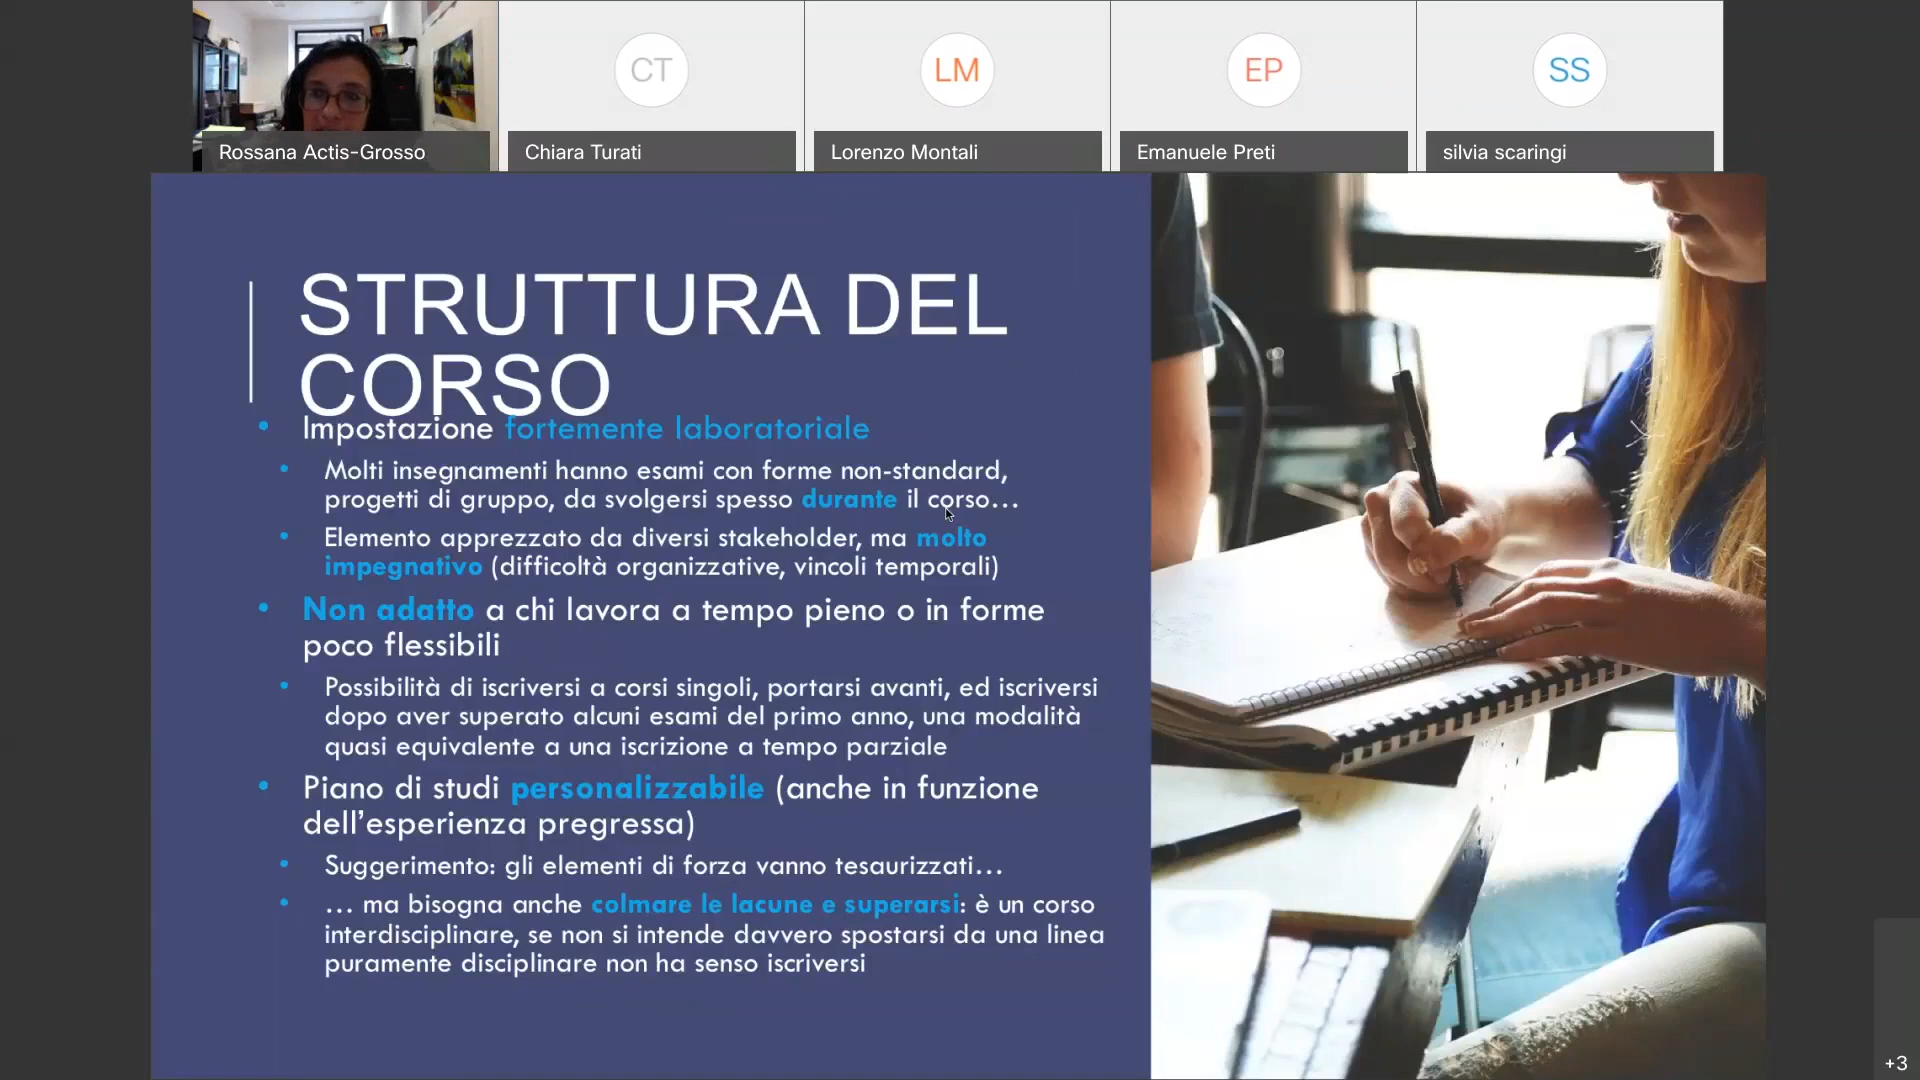 CT
LM
EP
SS
Rossana Actis-Grosso
Chiara Turati
Lorenzo Montali
Emanuele Preti
silvia scaringi
STRUTTURA DEL
CORSO
• Impostazione fortemente laboratoriale
• Molti insegnamenti hanno esami con forme non-standard,
progetti di gruppo, da svolgersi spesso durante il corso…
• Elemento apprezzato da diversi stakeholder, ma molto
impegnativo (difficoltà organizzative, vincoli temporali)
• Non adatto a chi lavora a tempo pieno o in forme
poco flessibili
• Possibilità di iscriversi a corsi singoli, portarsi avanti, ed iscriversi
dopo aver superato alcuni esami del primo anno, una modalità
quasi equivalente a una iscrizione a tempo parziale
• Piano di studi personalizzabile (anche in funzione
dell’esperienza pregressa)
• Suggerimento: gli elementi di forza vanno tesaurizzati…
• … ma bisogna anche colmare le lacune e superarsi: è un corso
interdisciplinare, se non si intende davvero spostarsi da una linea
puramente disciplinare non ha senso iscriversi
+3